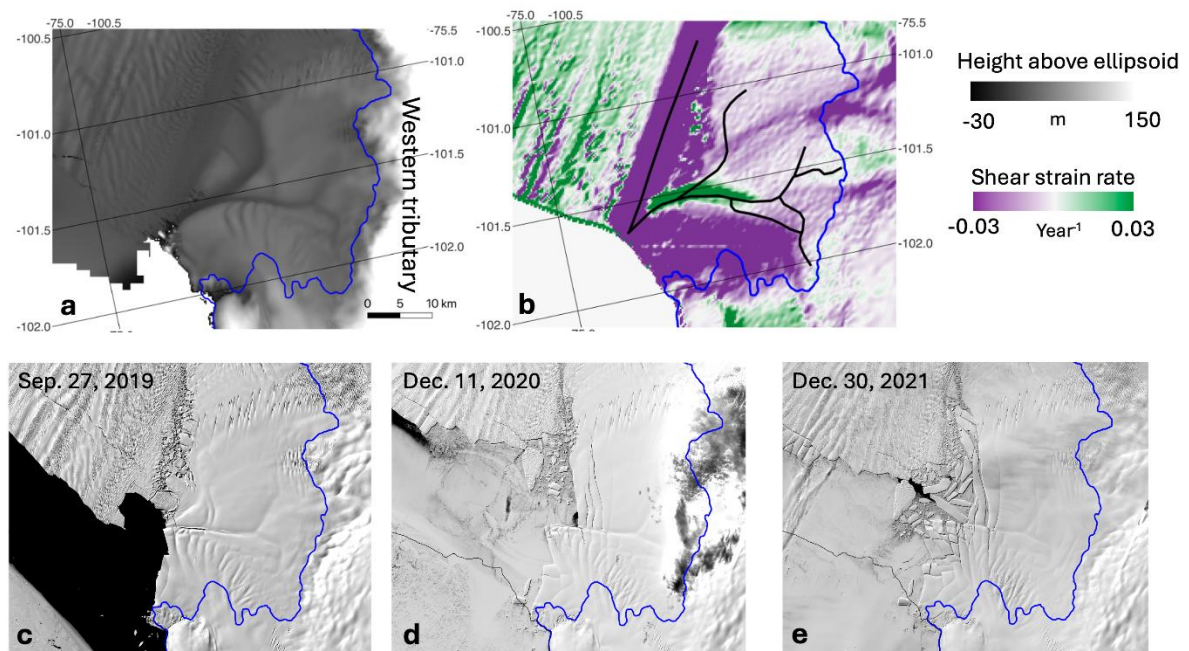 -75.0
-100.5
-75.5
-100.5
-101.0
-101.0
-101.5
-101.5
-102.0
-102.0
Western tributary
a
0 5 10 km
-75.0
-100.5
-75.5
-100.5
-101.0
-101.0
-101.5
-101.5
-102.0
-102.0
-75.0
b
Height above ellipsoid
-30 m 150
Shear strain rate
-0.03 Year⁻¹ 0.03
Sep. 27, 2019
c
Dec. 11, 2020
d
Dec. 30, 2021
e